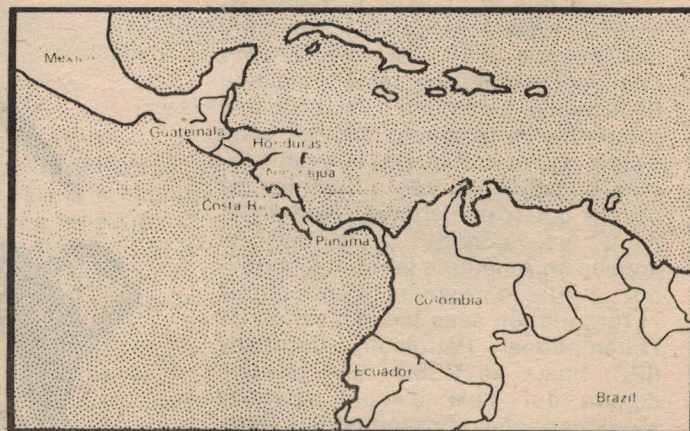 Mexico
Guatemala
Honduras
Costa R
Panama
Colombia
Ecuador
Brazil